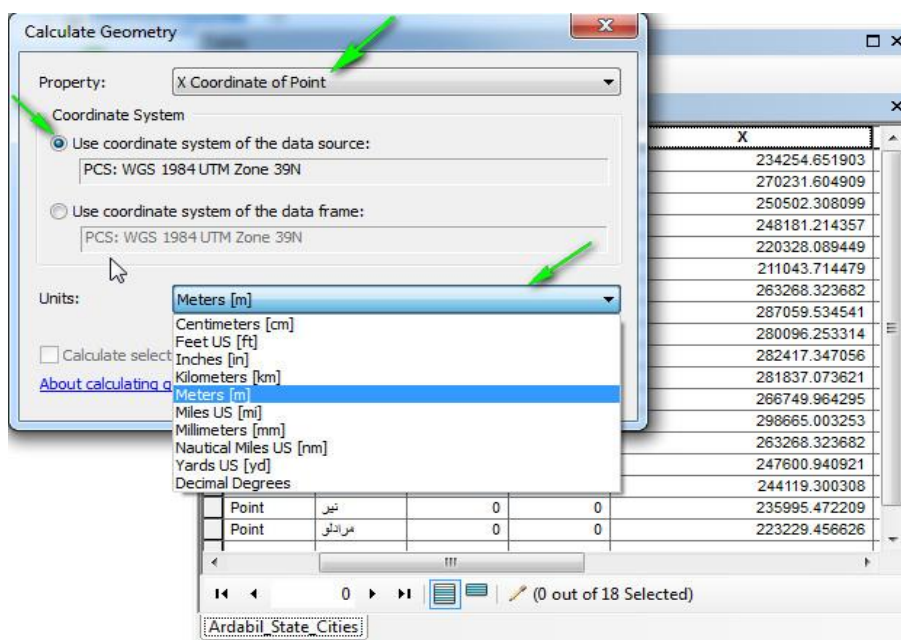 Calculate Geometry
Property:
X Coordinate of Point
Coordinate System
Use coordinate system of the data source:
PCS: WGS 1984 UTM Zone 39N
Use coordinate system of the data frame:
PCS: WGS 1984 UTM Zone 39N
Units:
Meters [m]
Centimeters [cm]
Feet US [ft]
Inches [in]
Kilometers [km]
Meters [m]
Miles US [mi]
Millimeters [mm]
Nautical Miles US [nm]
Yards US [yd]
Decimal Degrees
Calculate select
About calculating g
X
234254.651903
270231.604909
250502.308099
248181.214357
220328.089449
211043.714479
263268.323682
287059.534541
280096.253314
282417.347056
281837.073621
266749.964295
298665.003253
263268.323682
247600.940921
244119.300308
Point نیر 0 0 235995.472209
Point مرادلو 0 0 223229.456626
0 (0 out of 18 Selected)
Ardabil_State_Cities